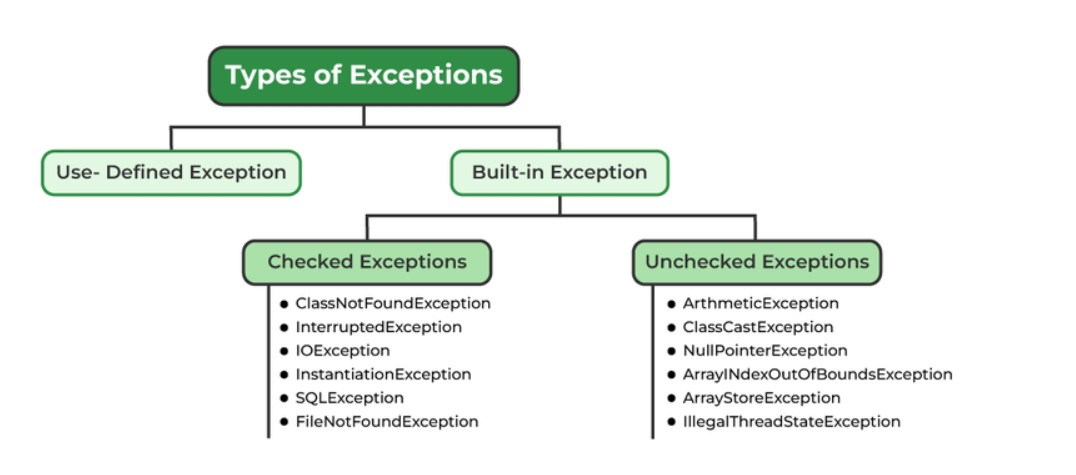 Types of Exceptions
Use- Defined Exception
Built-in Exception
Checked Exceptions
ClassNotFoundException
InterruptedException
IOException
InstantiationException
SQLException
FileNotFoundException
Unchecked Exceptions
ArthmeticException
ClassCastException
NullPointerException
ArrayINdexOutOfBoundsException
ArrayStoreException
IllegalThreadStateException